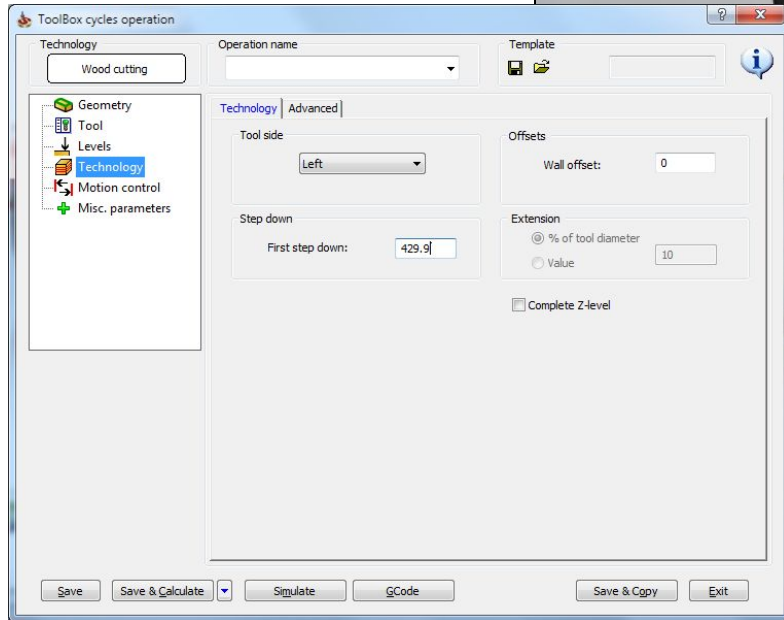 ToolBox cycles operation
Technology
Wood cutting
Operation name
Template
Geometry
Tool
Levels
Technology
Motion control
Misc. parameters
Technology Advanced
Tool side
Left
Offsets
Wall offset: 0
Step down
First step down: 429.9
Extension
% of tool diameter
Value
10
Complete Z-level
Save Save & Calculate Simulate GCode Save & Copy Exit